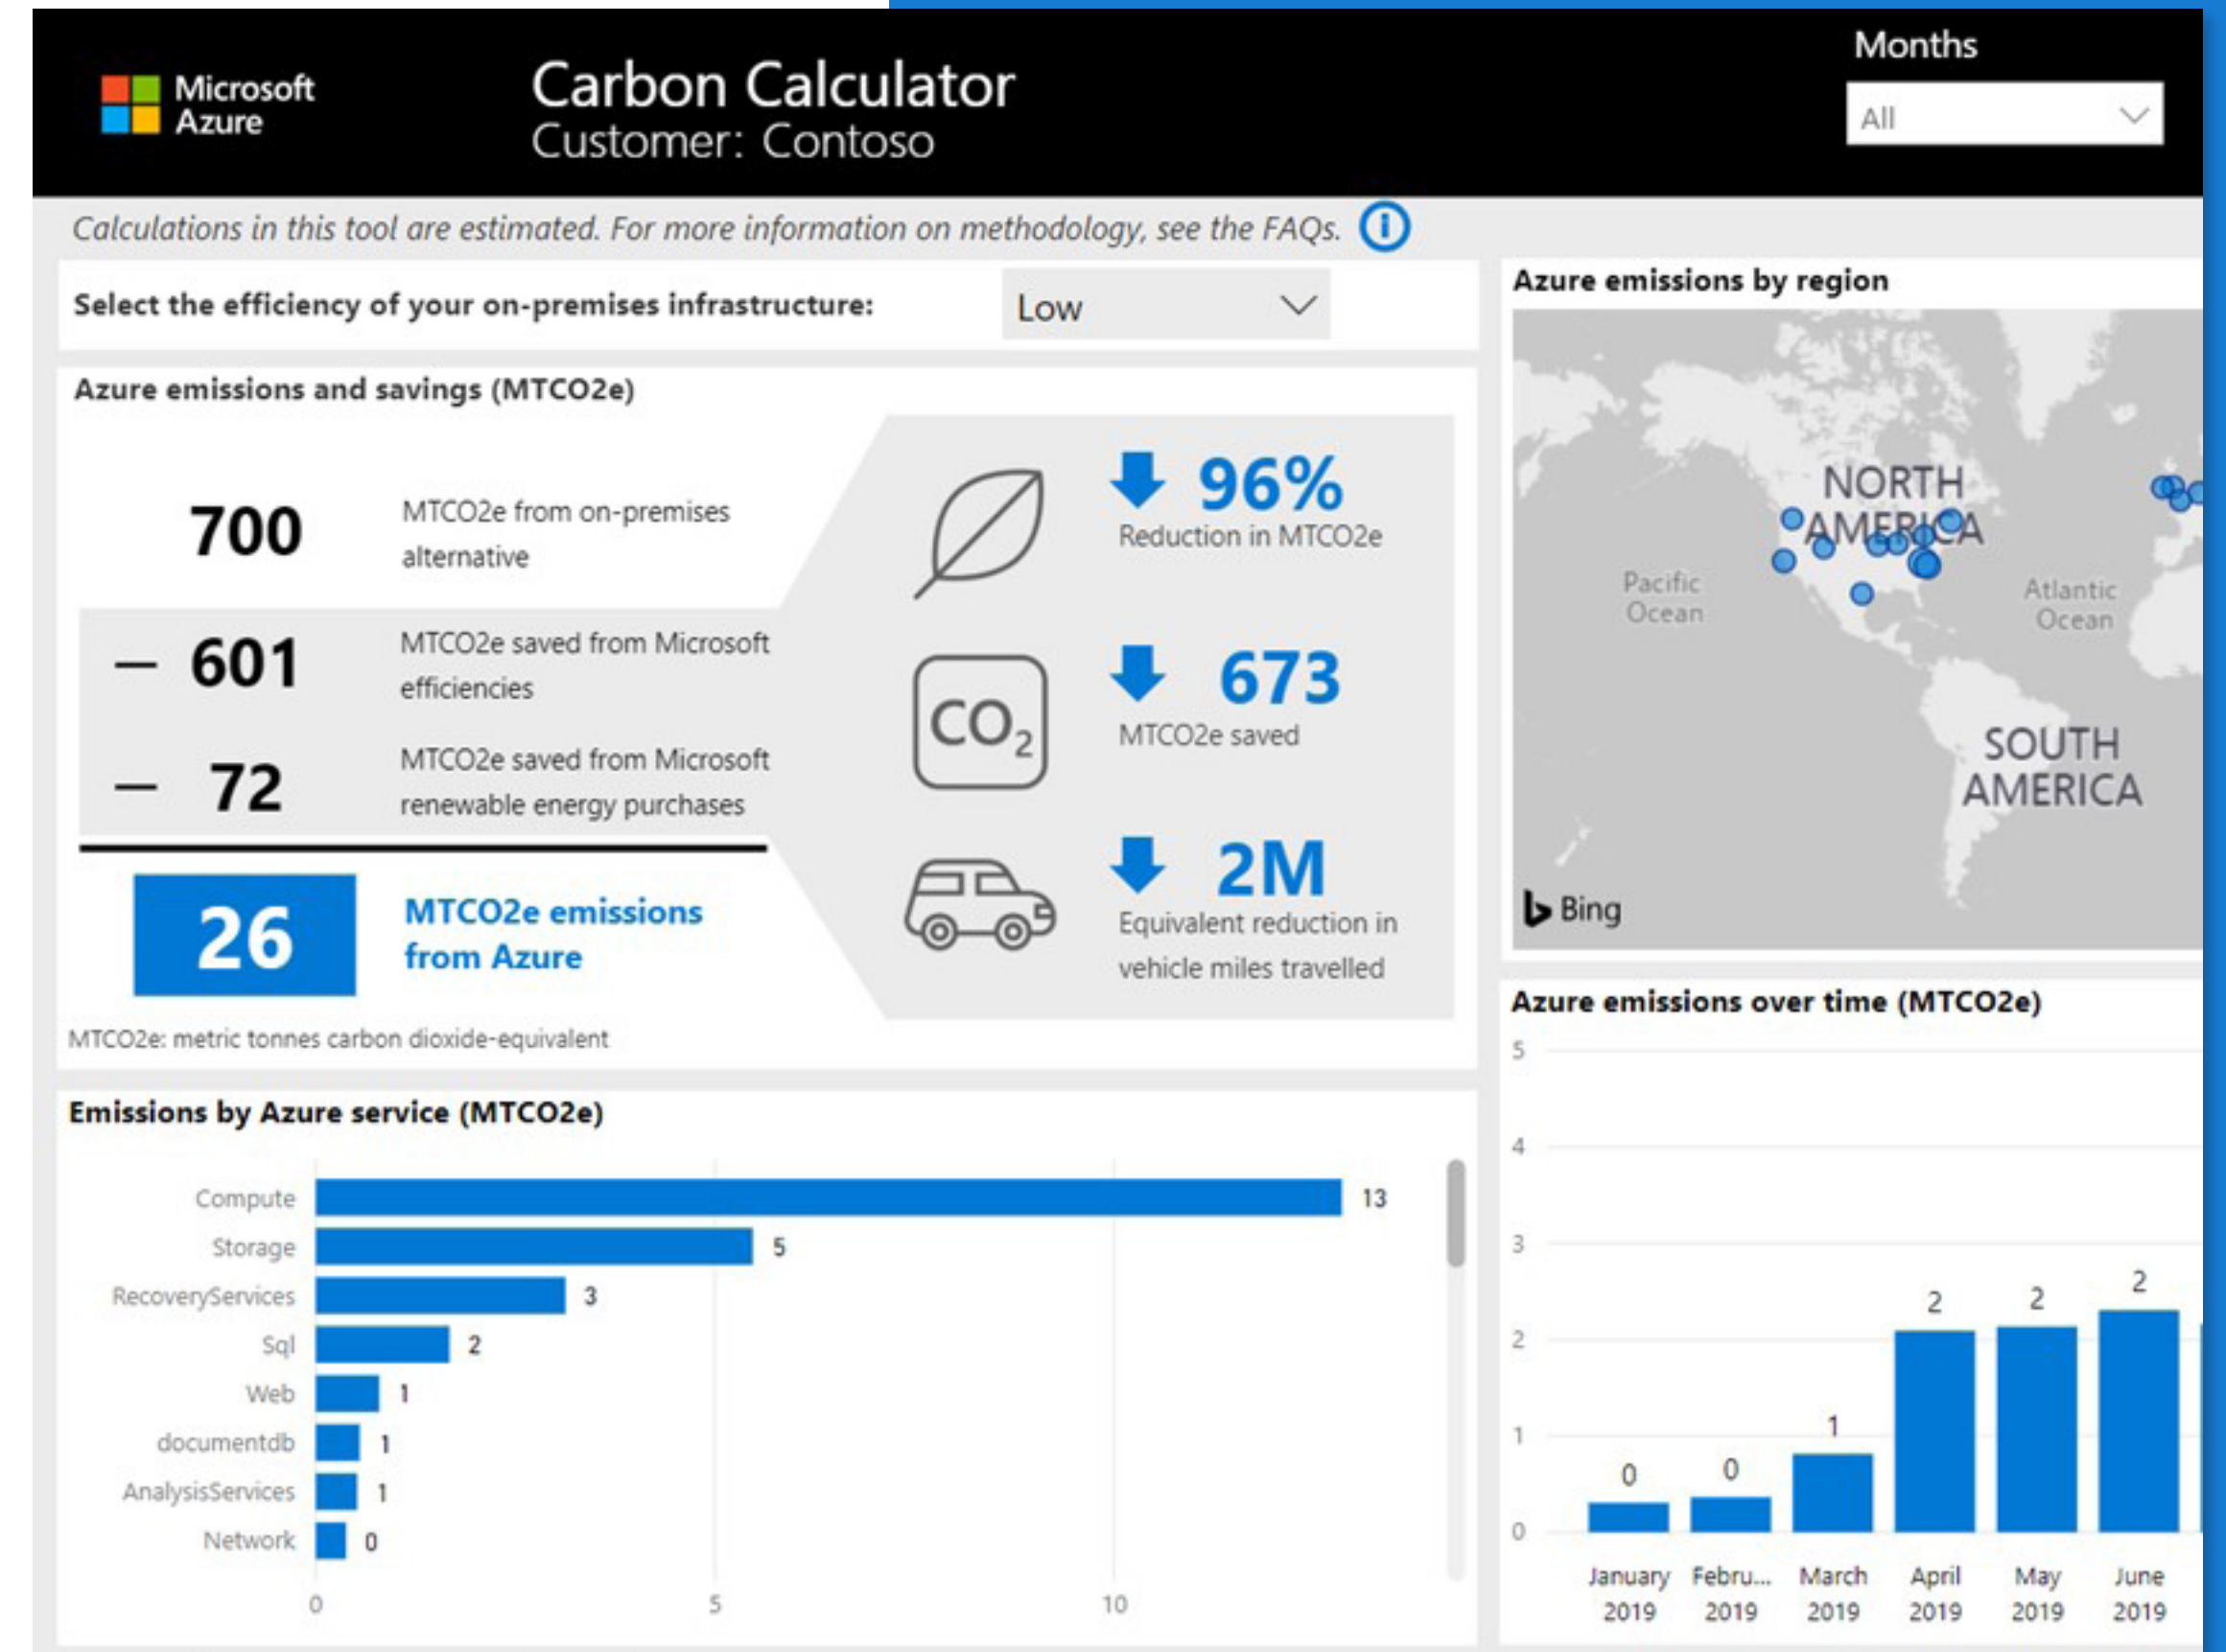 Microsoft
Azure
Carbon Calculator
Customer: Contoso
Months
All
Calculations in this tool are estimated. For more information on methodology, see the FAQs.
Select the efficiency of your on-premises infrastructure:
Low
Azure emissions and savings (MTCO2e)
700
MTCO2e from on-premises
alternative
– 601
MTCO2e saved from Microsoft
efficiencies
– 72
MTCO2e saved from Microsoft
renewable energy purchases
26
MTCO2e emissions
from Azure
MTCO2e: metric tonnes carbon dioxide-equivalent
96%
Reduction in MTCO2e
CO₂
673
MTCO2e saved
2M
Equivalent reduction in
vehicle miles travelled
Azure emissions by region
NORTH
AMERICA
Pacific
Ocean
Atlantic
Ocean
SOUTH
AMERICA
Bing
Emissions by Azure service (MTCO2e)
Compute 13
Storage 5
RecoveryServices 3
Sql 2
Web 1
documentdb 1
AnalysisServices 1
Network 0
0 5 10
Azure emissions over time (MTCO2e)
5
4
3
2
1
0
0 0 1 2 2 2
January Febru... March April May June
2019 2019 2019 2019 2019 2019